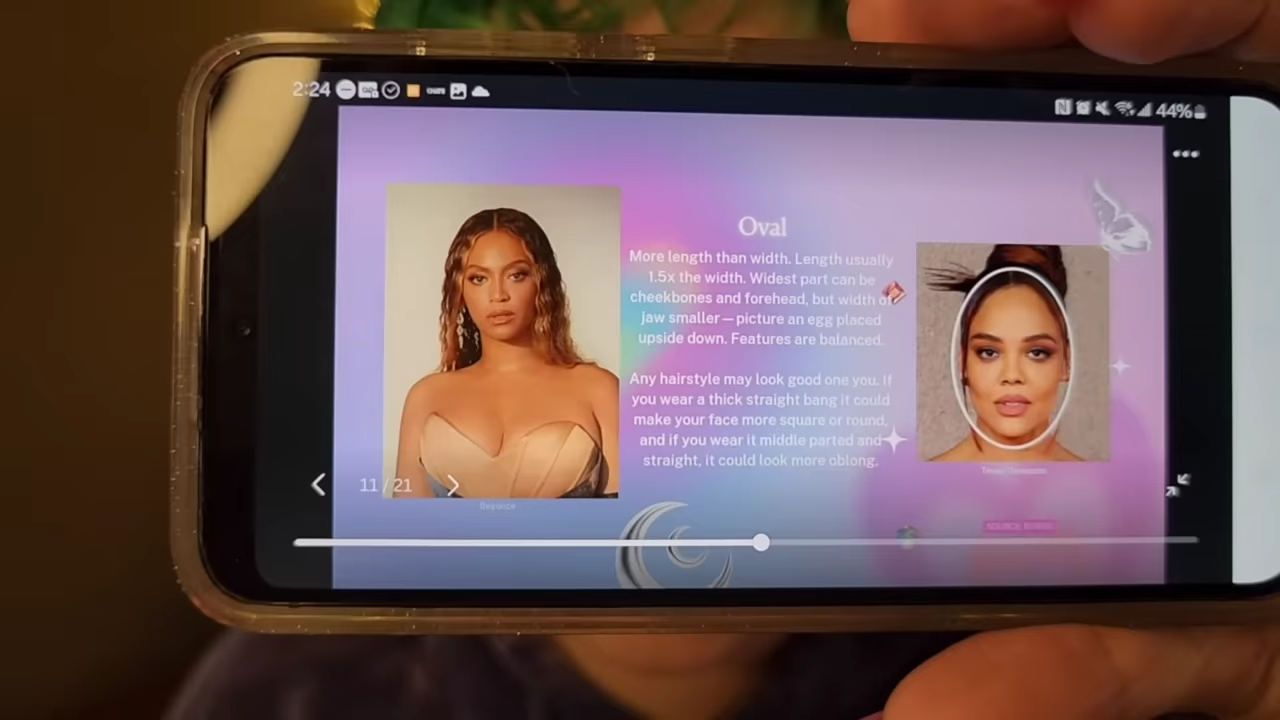 2:24
44%
Oval
More length than width. Length usually
1.5x the width. Widest part can be
cheekbones and forehead, but width of
jaw smaller—picture an egg placed
upside down. Features are balanced.
Any hairstyle may look good one you. If
you wear a thick straight bang it could
make your face more square or round,
and if you wear it middle parted and
straight, it could look more oblong.
11 / 21
Beyonce